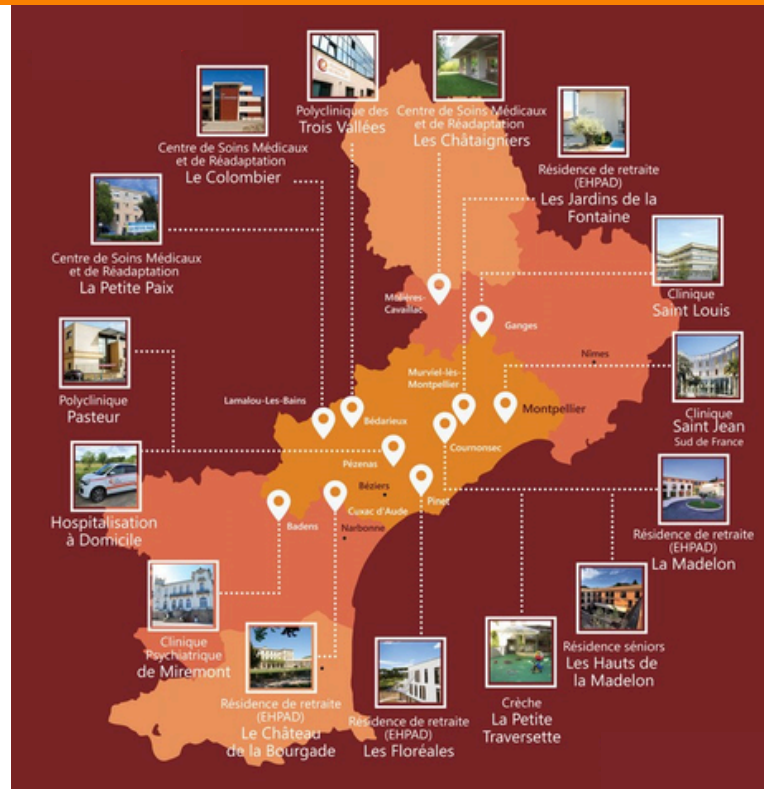 Polyclinique des
Trois Vallées
Centre de Soins Médicaux
et de Réadaptation
Les Châtaigniers
Centre de Soins Médicaux
et de Réadaptation
Le Colombier
Résidence de retraite
(EHPAD)
Les Jardins de la
Fontaine
Centre de Soins Médicaux
et de Réadaptation
La Petite Paix
Clinique
Saint Louis
Molières-
Cavaillac
Ganges
Nîmes
Murviel-lès-
Montpellier
Polyclinique
Pasteur
Lamalou-Les-Bains
Bédarieux
Montpellier
Clinique
Saint Jean
Sud de France
Cournonsec
Pézenas
Béziers
Pinet
Hospitalisation
à Domicile
Cuxac d'Aude
Badens
Narbonne
Résidence de retraite
(EHPAD)
La Madelon
Clinique
Psychiatrique
de Miremont
Résidence séniors
Les Hauts de
la Madelon
Résidence de retraite
(EHPAD)
Le Château
de la Bourgade
Résidence de retraite
(EHPAD)
Les Floréales
Crèche
La Petite
Traversette